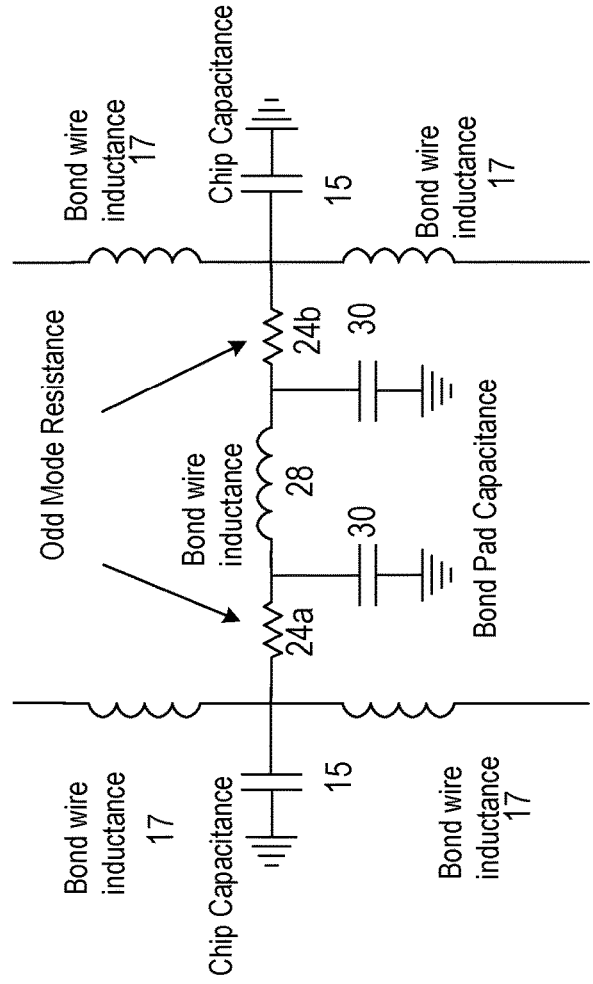 Odd Mode Resistance
Bond wire
inductance
17
Bond wire
inductance
17
Chip Capacitance
15
Chip Capacitance
15
24a
Bond wire
inductance
28
24b
30
30
Bond Pad Capacitance
Bond wire
inductance
17
Bond wire
inductance
17